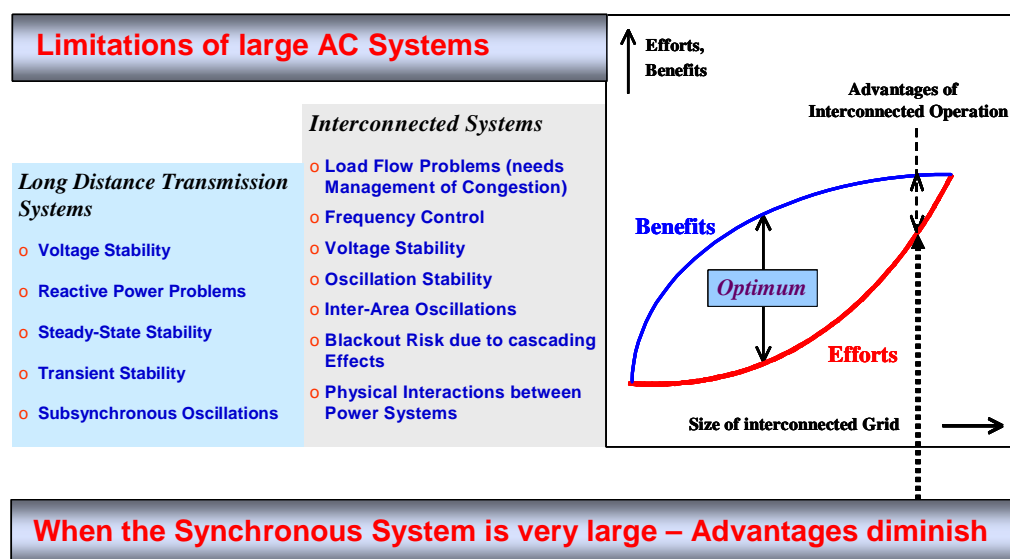 Limitations of large AC Systems
Long Distance Transmission
Systems
o Voltage Stability
o Reactive Power Problems
o Steady-State Stability
o Transient Stability
o Subsynchronous Oscillations
Interconnected Systems
o Load Flow Problems (needs
Management of Congestion)
o Frequency Control
o Voltage Stability
o Oscillation Stability
o Inter-Area Oscillations
o Blackout Risk due to cascading
Effects
o Physical Interactions between
Power Systems
Efforts,
Benefits
Advantages of
Interconnected Operation
Benefits
Optimum
Efforts
Size of interconnected Grid
When the Synchronous System is very large – Advantages diminish